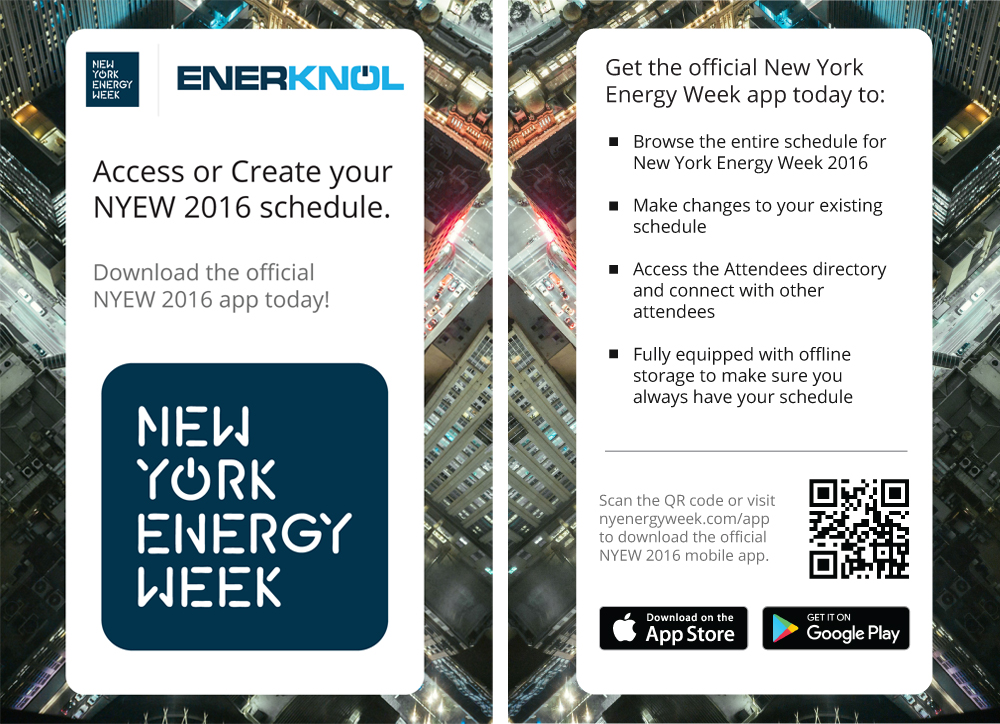 NEW
YORK
ENERGY
WEEK
ENERKNOL
Access or Create your
NYEW 2016 schedule.
Download the official
NYEW 2016 app today!
NEW
YORK
ENERGY
WEEK
Get the official New York
Energy Week app today to:
Browse the entire schedule for
New York Energy Week 2016
Make changes to your existing
schedule
Access the Attendees directory
and connect with other
attendees
Fully equipped with offline
storage to make sure you
always have your schedule
Scan the QR code or visit
nyenergyweek.com/app
to download the official
NYEW 2016 mobile app.
Download on the
App Store
GET IT ON
Google Play